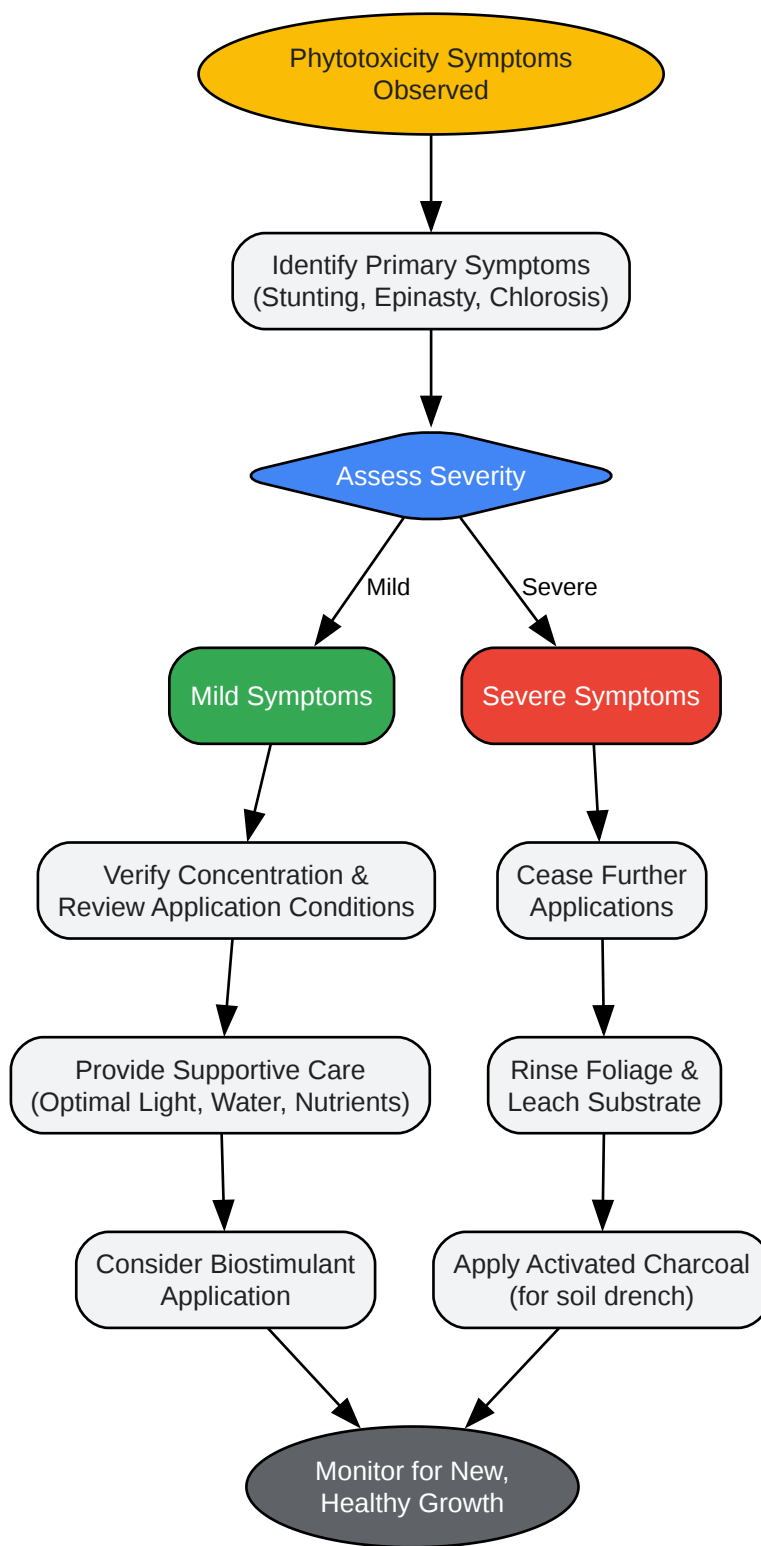 Phytotoxicity Symptoms
Observed
Identify Primary Symptoms
(Stunting, Epinasty, Chlorosis)
Assess Severity
Mild
Severe
Mild Symptoms
Severe Symptoms
Verify Concentration &
Review Application Conditions
Cease Further
Applications
Provide Supportive Care
(Optimal Light, Water, Nutrients)
Rinse Foliage &
Leach Substrate
Consider Biostimulant
Application
Apply Activated Charcoal
(for soil drench)
Monitor for New,
Healthy Growth